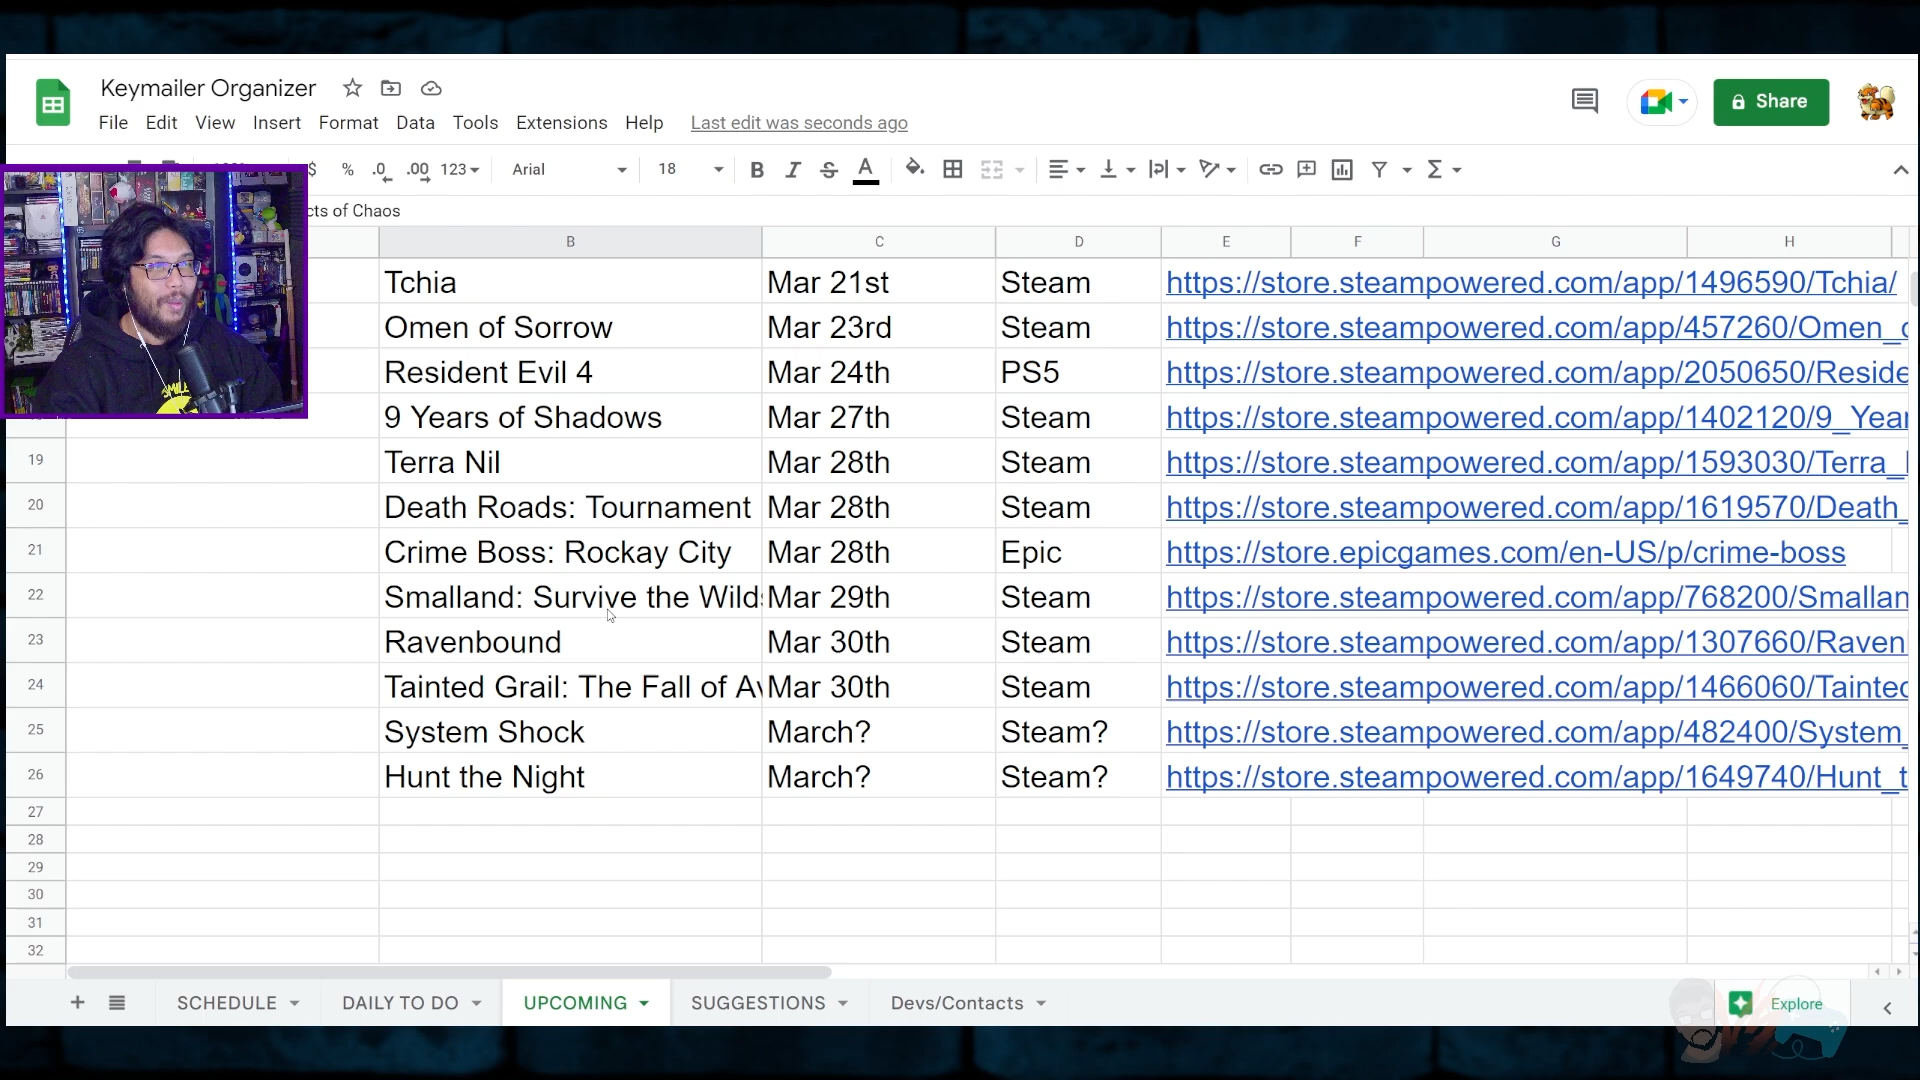 Keymailer Organizer
File Edit View Insert Format Data Tools Extensions Help Last edit was seconds ago
Share
$ % .0 .00 123 Arial 18 B I S A
cts of Chaos
B C D E F G H
Tchia Mar 21st Steam https://store.steampowered.com/app/1496590/Tchia/
Omen of Sorrow Mar 23rd Steam https://store.steampowered.com/app/457260/Omen_
Resident Evil 4 Mar 24th PS5 https://store.steampowered.com/app/2050650/Reside
9 Years of Shadows Mar 27th Steam https://store.steampowered.com/app/1402120/9_Year
19 Terra Nil Mar 28th Steam https://store.steampowered.com/app/1593030/Terra_
20 Death Roads: Tournament Mar 28th Steam https://store.steampowered.com/app/1619570/Death_
21 Crime Boss: Rockay City Mar 28th Epic https://store.epicgames.com/en-US/p/crime-boss
22 Smalland: Survive the Wilds Mar 29th Steam https://store.steampowered.com/app/768200/Smallan
23 Ravenbound Mar 30th Steam https://store.steampowered.com/app/1307660/Raven
24 Tainted Grail: The Fall of Av Mar 30th Steam https://store.steampowered.com/app/1466060/Tainted
25 System Shock March? Steam? https://store.steampowered.com/app/482400/System_
26 Hunt the Night March? Steam? https://store.steampowered.com/app/1649740/Hunt_t
27
28
29
30
31
32
SCHEDULE DAILY TO DO UPCOMING SUGGESTIONS Devs/Contacts Explore